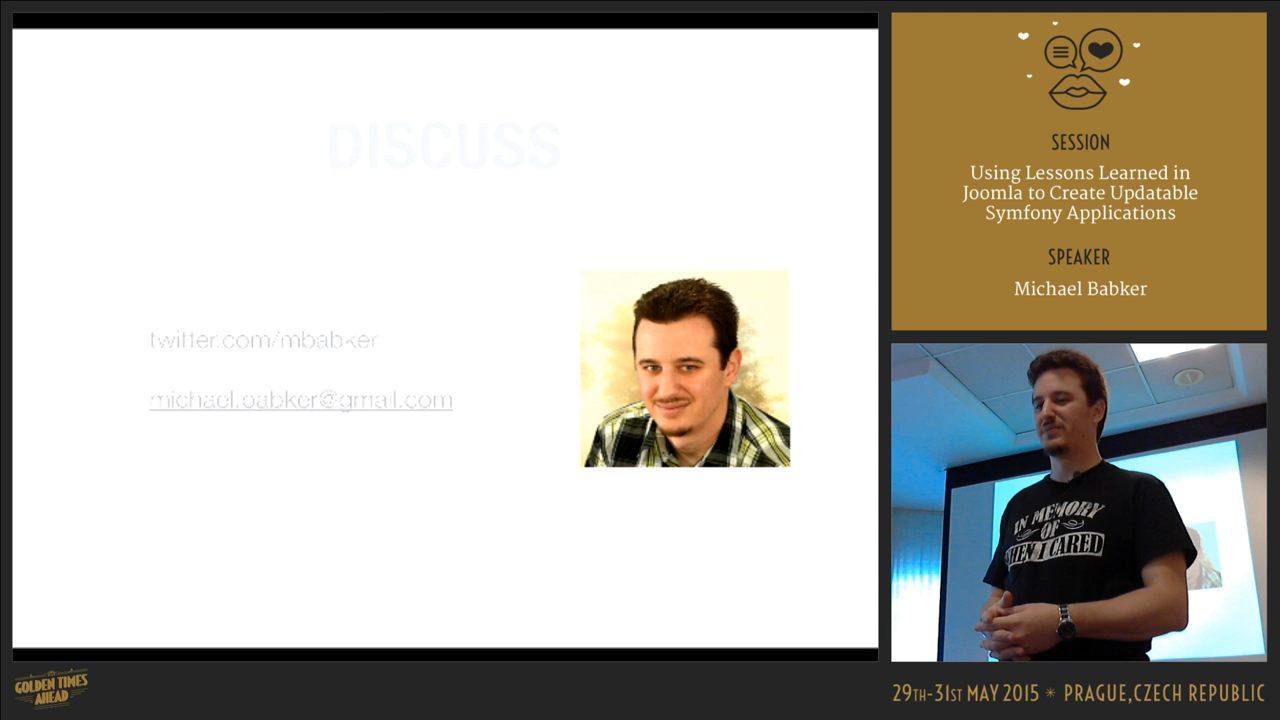 DISCUSS
twitter.com/mbabker
michael.babker@gmail.com
SESSION
Using Lessons Learned in
Joomla to Create Updatable
Symfony Applications
SPEAKER
Michael Babker
IN MEMORY
OF
WHEN I CARED
GOLDEN TIMES
AHEAD
29TH-31ST MAY 2015 * PRAGUE, CZECH REPUBLIC